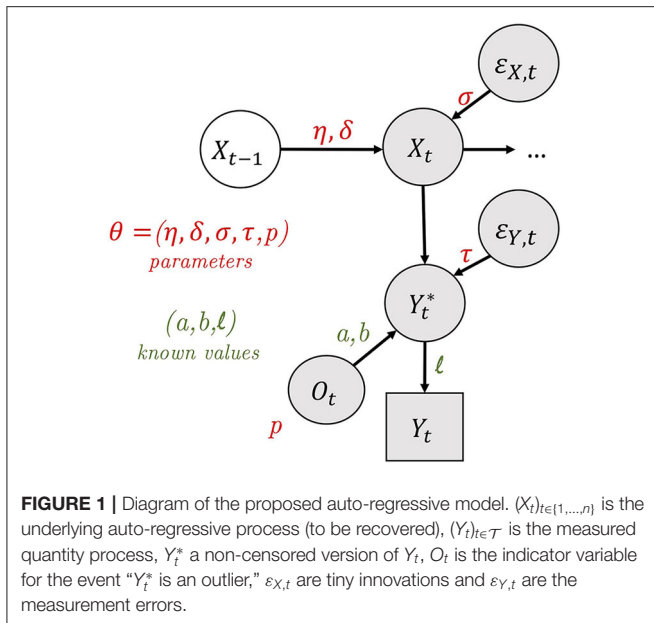 ε_{X,t}
σ
X_{t−1}
η, δ
X_t
...
θ =(η, δ, σ, τ, p)
parameters
ε_{Y,t}
τ
Y_t^*
(a, b, ℓ)
known values
a, b
ℓ
O_t
p
Y_t
FIGURE 1 | Diagram of the proposed auto-regressive model. (X_t)_{t∈{1,...,n}} is the
underlying auto-regressive process (to be recovered), (Y_t)_{t∈𝒯} is the measured
quantity process, Y_t^* a non-censored version of Y_t, O_t is the indicator variable
for the event “Y_t^* is an outlier,” ε_{X,t} are tiny innovations and ε_{Y,t} are the
measurement errors.